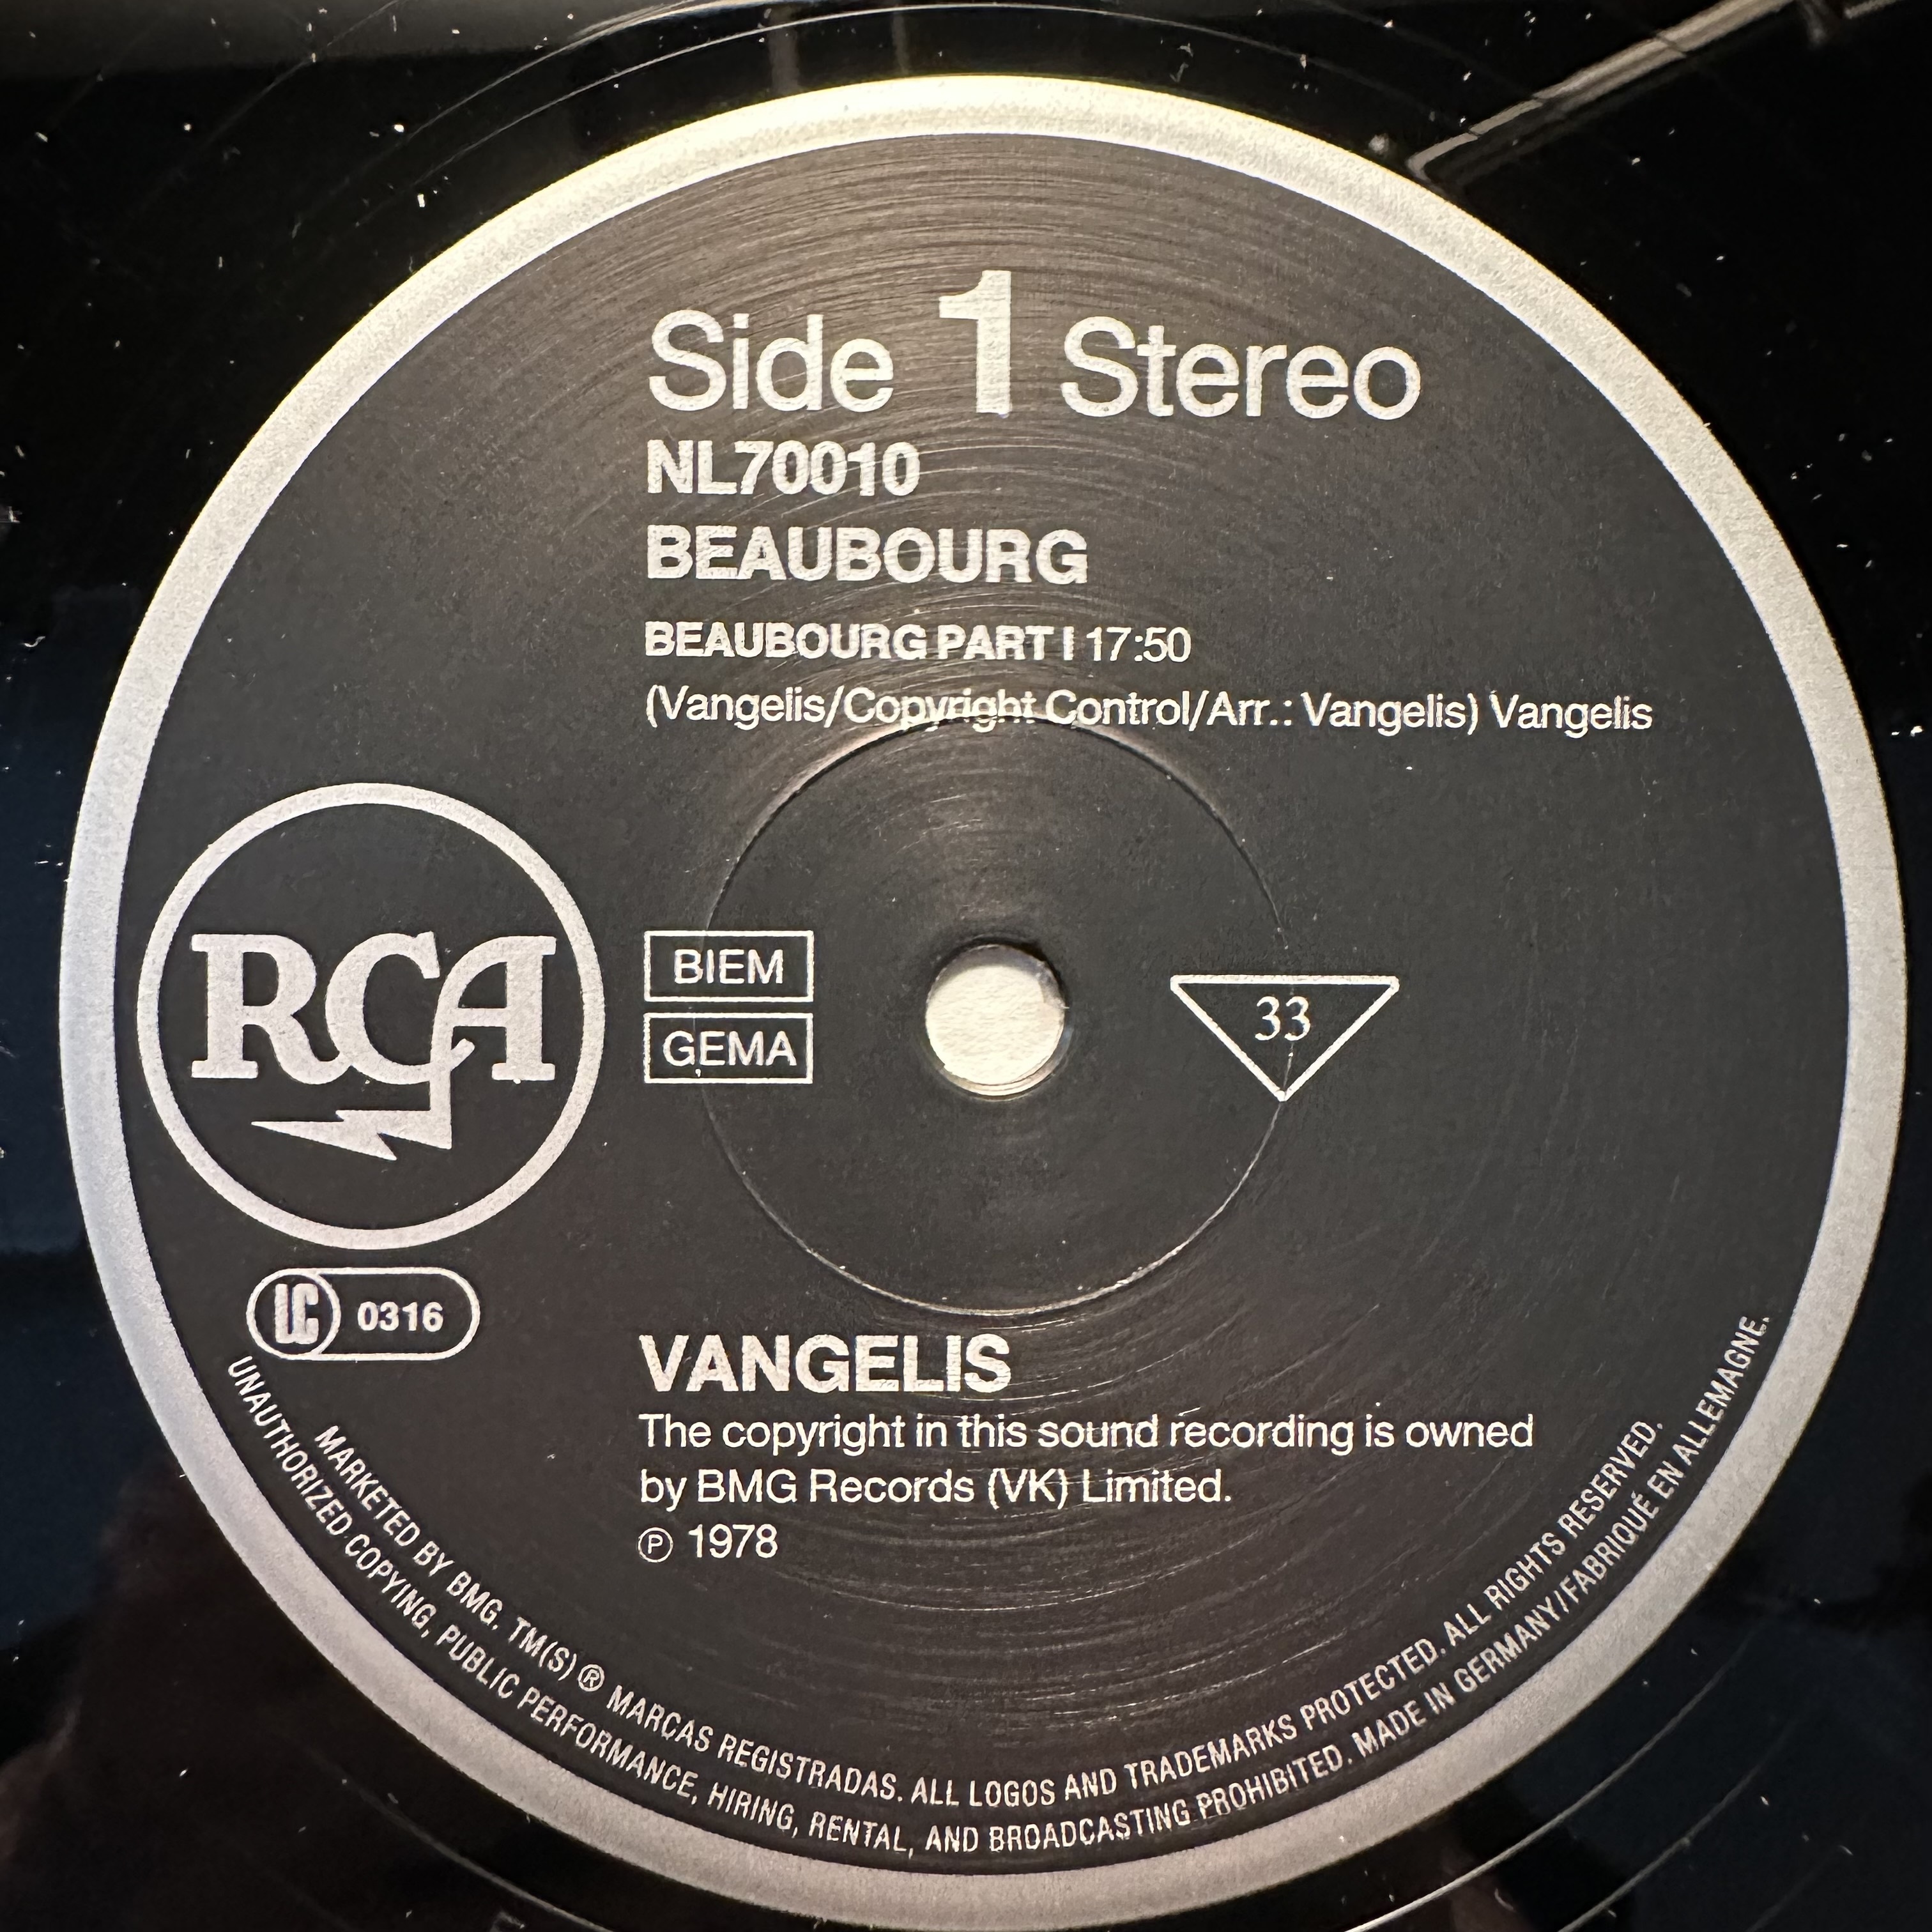 Side 1 Stereo
NL70010
BEAUBOURG
BEAUBOURG PART I 17:50
(Vangelis/Copyright Control/Arr.: Vangelis) Vangelis
RCA
BIEM
GEMA
33
LC 0316
VANGELIS
The copyright in this sound recording is owned
by BMG Records (VK) Limited.
℗ 1978
MARKETED BY BMG. TM(S) ® MARCAS REGISTRADAS. ALL LOGOS AND TRADEMARKS PROTECTED. ALL RIGHTS RESERVED.
UNAUTHORIZED COPYING, PUBLIC PERFORMANCE, HIRING, RENTAL, AND BROADCASTING PROHIBITED. MADE IN GERMANY/FABRIQUÉ EN ALLEMAGNE.